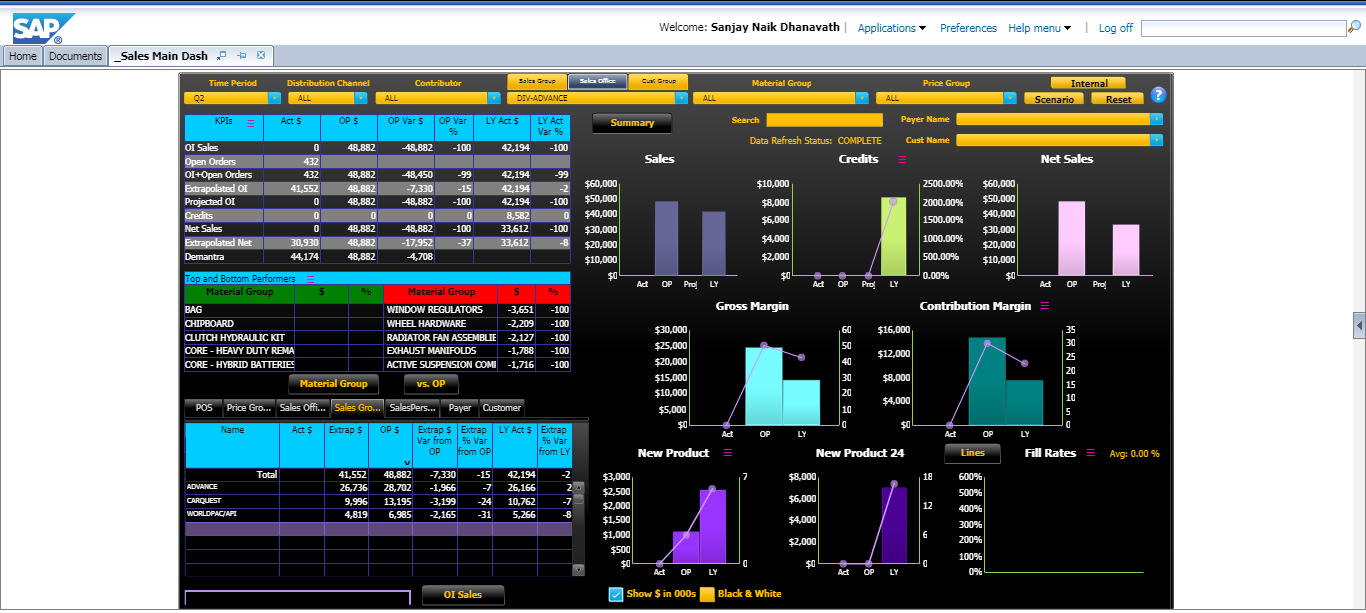 SAP ®
Welcome: Sanjay Naik Dhanavath | Applications Preferences Help menu | Log off
Home Documents _Sales Main Dash
Time Period Distribution Channel Contributor Sales Group Sales Office Cust Group Material Group Price Group Internal
Q2 ALL ALL DIV-ADVANCE ALL ALL Scenario Reset ?
KPIs Act $ OP $ OP Var $ OP Var % LY Act $ LY Act Var %
OI Sales 0 48,882 -48,882 -100 42,194 -100
Open Orders 432
OI+Open Orders 432 48,882 -48,450 -99 42,194 -99
Extrapolated OI 41,552 48,882 -7,330 -15 42,194 -2
Projected OI 0 48,882 -48,882 -100 42,194 -100
Credits 0 0 0 0 8,582 0
Net Sales 0 48,882 -48,882 -100 33,612 -100
Extrapolated Net 30,930 48,882 -17,952 -37 33,612 -8
Demantra 44,174 48,882 -4,708
Summary Search Payer Name
Data Refresh Status: COMPLETE Cust Name
Sales
$60,000
$50,000
$40,000
$30,000
$20,000
$10,000
$0
Act OP Proj LY
Credits
$10,000 2500.00%
$8,000 2000.00%
$6,000 1500.00%
$4,000 1000.00%
$2,000 500.00%
$0 0.00%
Act OP Proj LY
Net Sales
$60,000
$50,000
$40,000
$30,000
$20,000
$10,000
$0
Act OP Proj LY
Top and Bottom Performers
Material Group $ % Material Group $ %
BAG WINDOW REGULATORS -3,651 -100
CHIPBOARD WHEEL HARDWARE -2,209 -100
CLUTCH HYDRAULIC KIT RADIATOR FAN ASSEMBLIE -2,127 -100
CORE - HEAVY DUTY REMA EXHAUST MANIFOLDS -1,788 -100
CORE - HYBRID BATTERIES ACTIVE SUSPENSION COMI -1,716 -100
Material Group vs. OP
Gross Margin
$30,000 60
$25,000 50
$20,000 40
$15,000 30
$10,000 20
$5,000 10
$0 0
Act OP LY
Contribution Margin
$16,000 35
30
$12,000 25
20
$8,000 15
$4,000 10
5
$0 0
Act OP LY
POS Price Gro... Sales Offi... Sales Gro... SalesPers... Payer Customer
Name Act $ Extrap $ OP $ Extrap $ Var from OP Extrap % Var from OP LY Act $ Extrap % Var from LY
Total 41,552 48,882 -7,330 -15 42,194 -2
ADVANCE 26,736 28,702 -1,966 -7 26,166 2
CARQUEST 9,996 13,195 -3,199 -24 10,762 -7
WORLDPAC/API 4,819 6,985 -2,165 -31 5,266 -8
New Product
$3,000 7
$2,500
$2,000
$1,500
$1,000
$500
$0 0
Act OP LY
New Product 24
$8,000 18
$6,000 12
$4,000
$2,000 6
$0 0
Act OP LY
Lines Fill Rates Avg: 0.00 %
600%
500%
400%
300%
200%
100%
0%
OI Sales Show $ in 000s Black & White